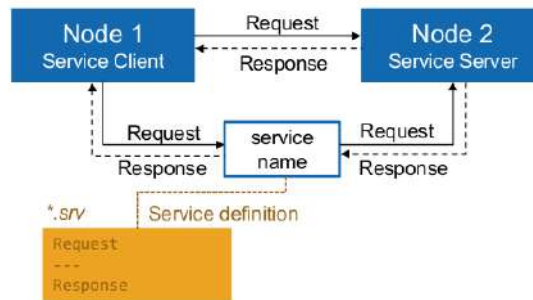 Node 1
Service Client
Request
Response
Node 2
Service Server
Request
Response
service
name
Request
Response
*.srv
Service definition
Request
---
Response